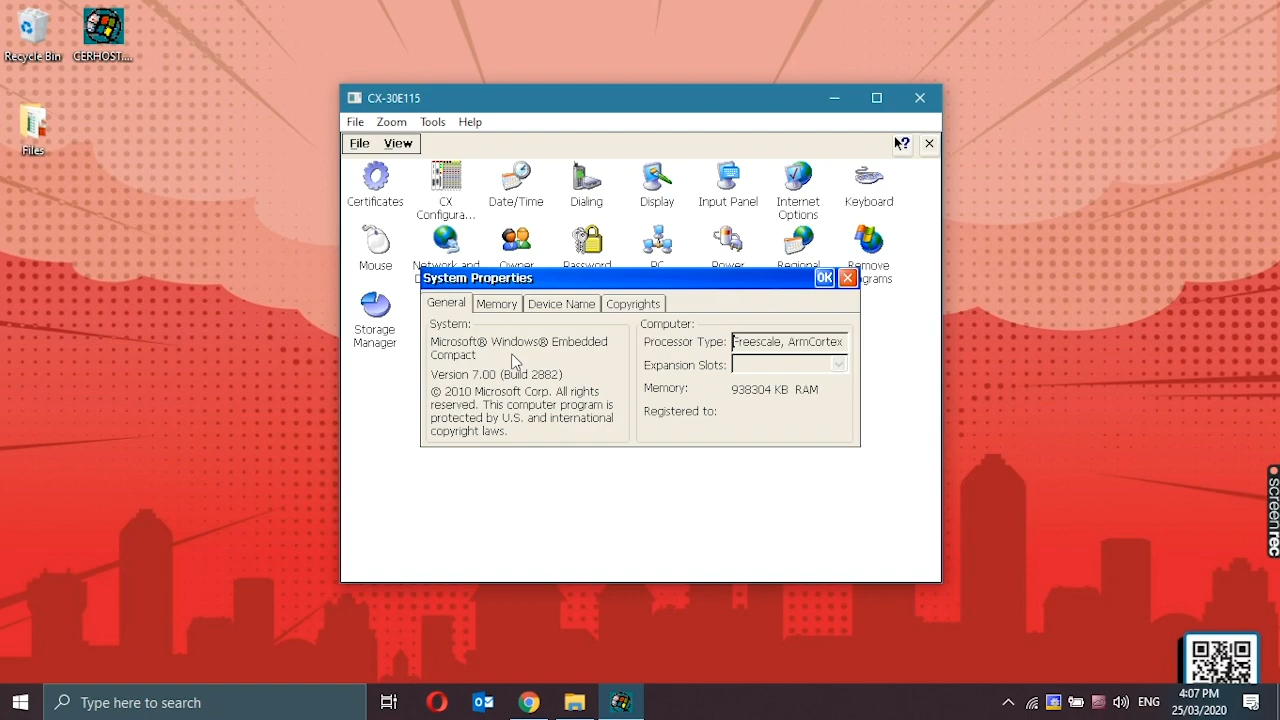 Recycle Bin
CERHOST....
Files
CX-30E115
File Zoom Tools Help
File View
Certificates
CX
Configura...
Date/Time
Dialing
Display
Input Panel
Internet
Options
Keyboard
Mouse
Network and
Owner
Password
PC
Power
Regional
Remove
Storage
Manager
System Properties
OK
General Memory Device Name Copyrights
System:
Microsoft® Windows® Embedded
Compact
Version 7.00 (Build 2882)
© 2010 Microsoft Corp. All rights
reserved. This computer program is
protected by U.S. and international
copyright laws.
Computer:
Processor Type: Freescale, ArmCortex
Expansion Slots:
Memory: 938304 KB RAM
Registered to:
screenrec
Type here to search
ENG
4:07 PM
25/03/2020